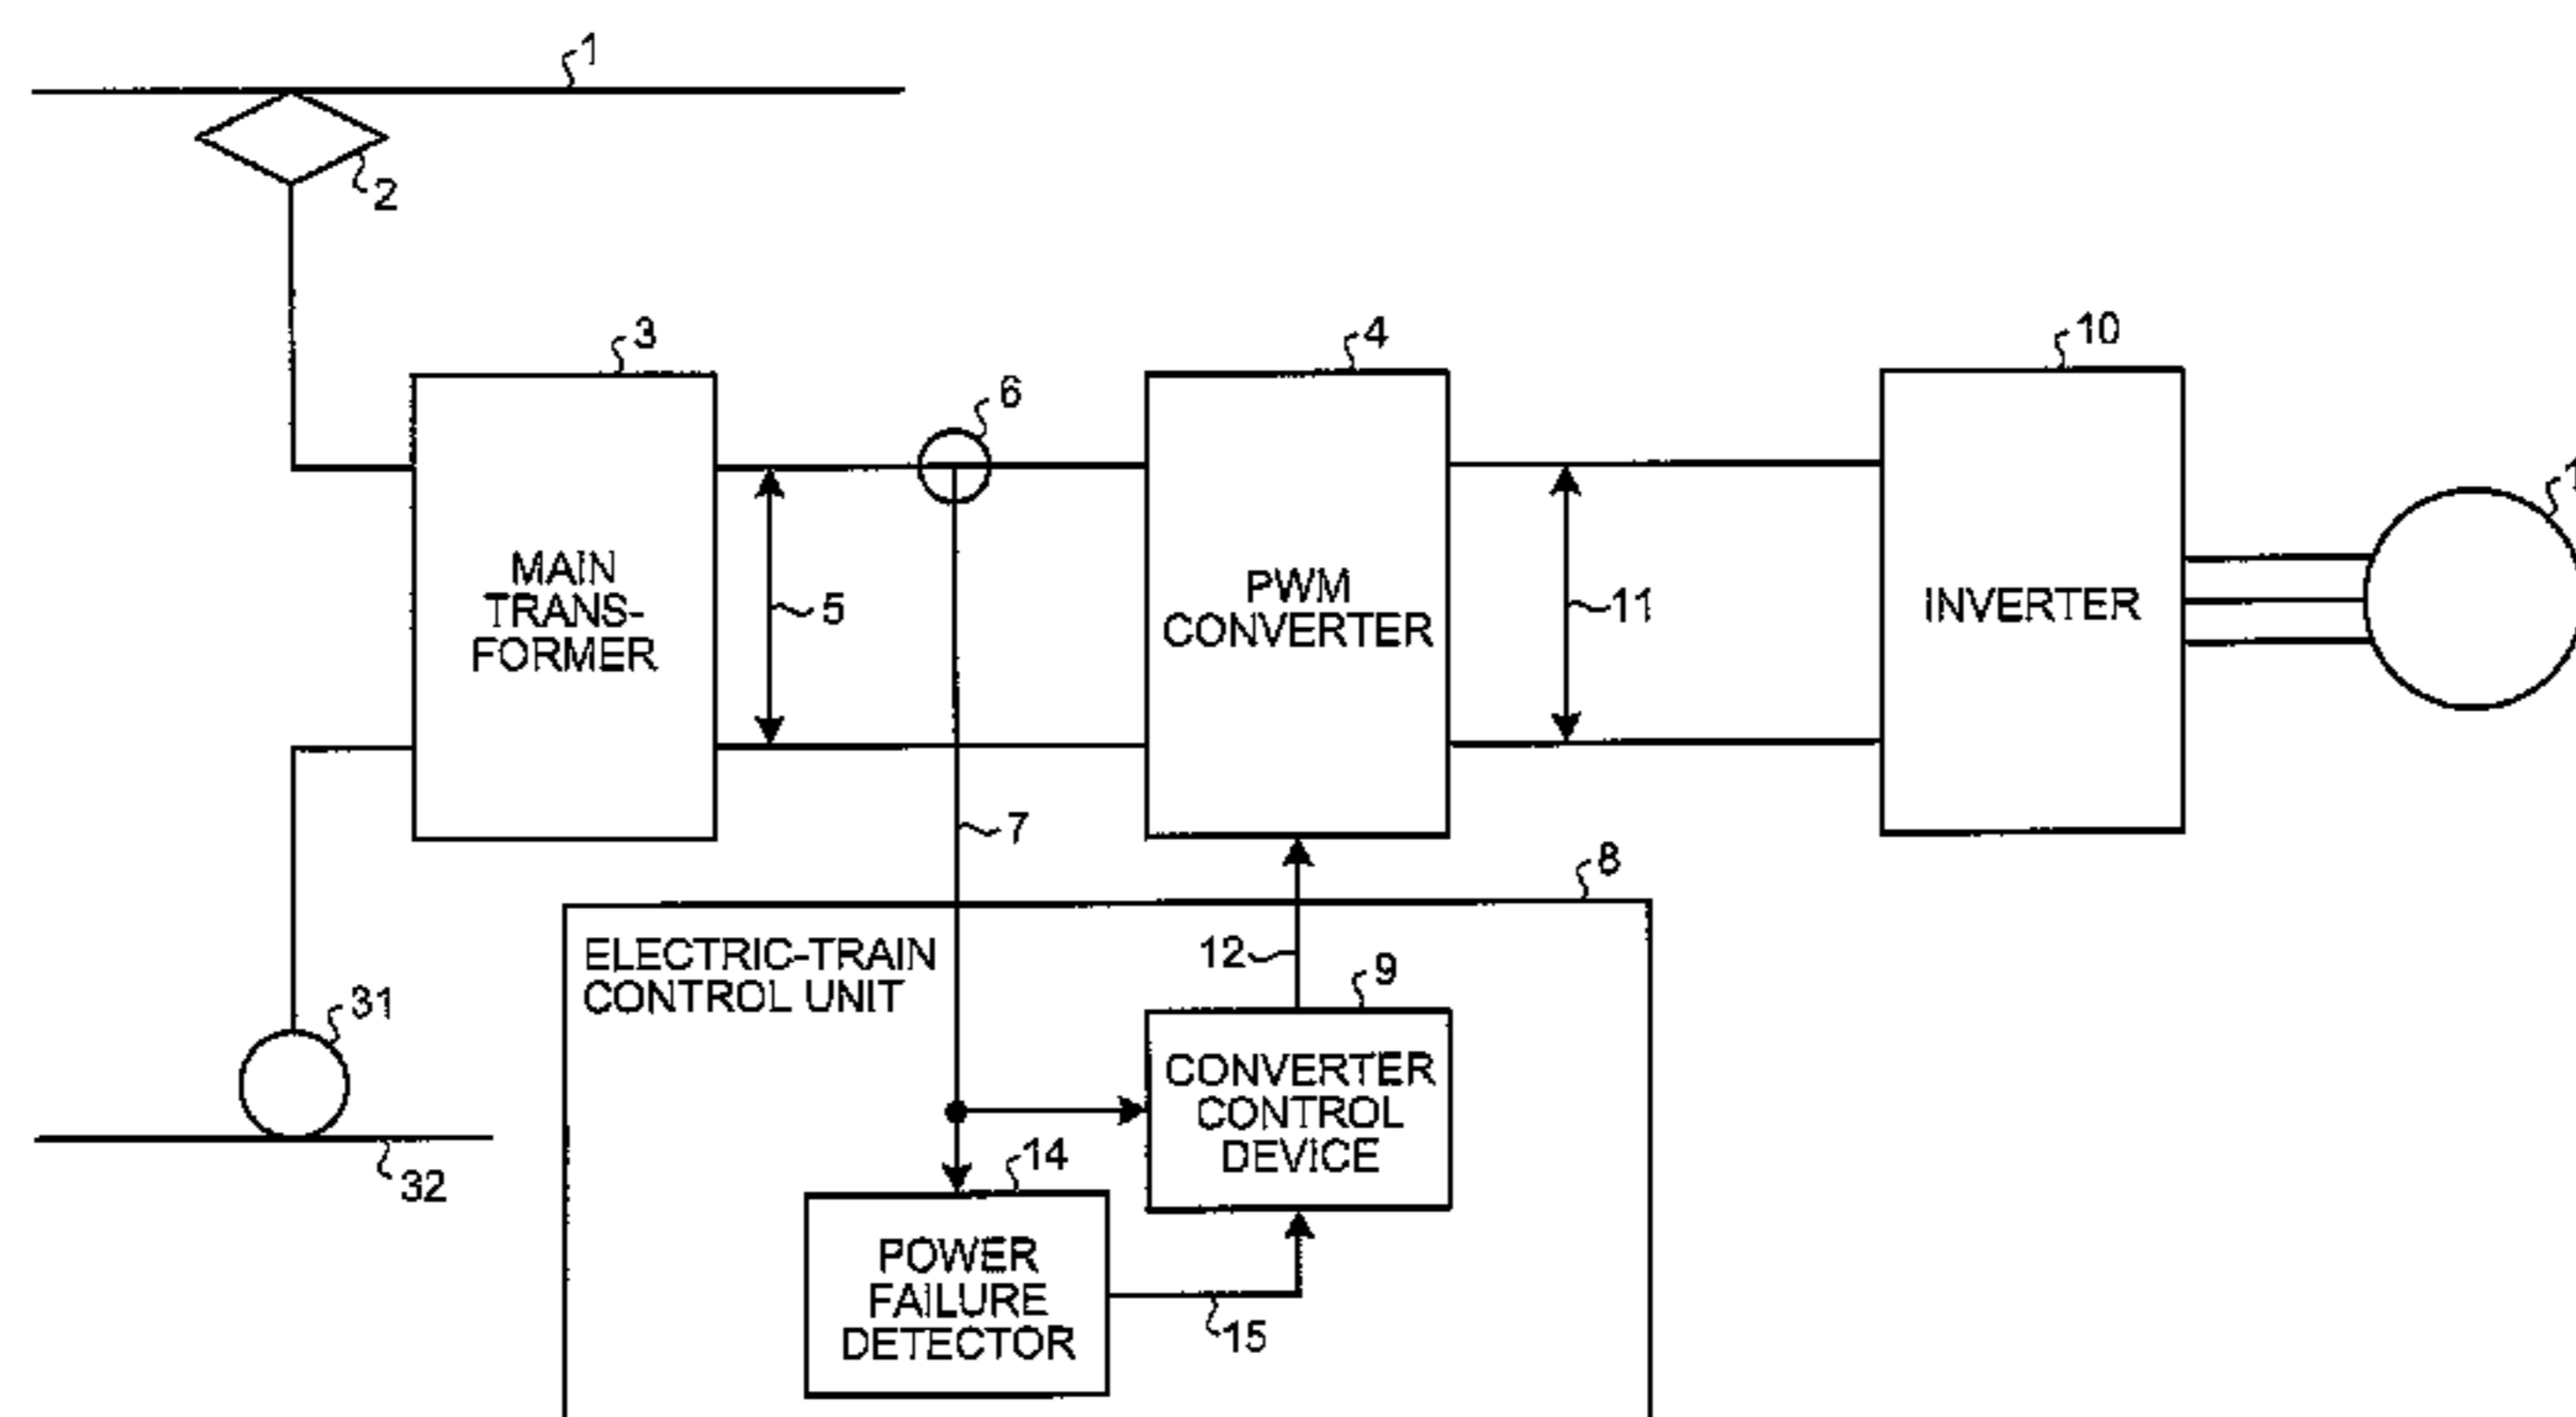 1
2
3
4
10
6
MAIN
TRANS-
FORMER
5
PWM
CONVERTER
11
INVERTER
7
8
ELECTRIC-TRAIN
CONTROL UNIT
12
9
31
CONVERTER
CONTROL
DEVICE
14
32
POWER
FAILURE
DETECTOR
15